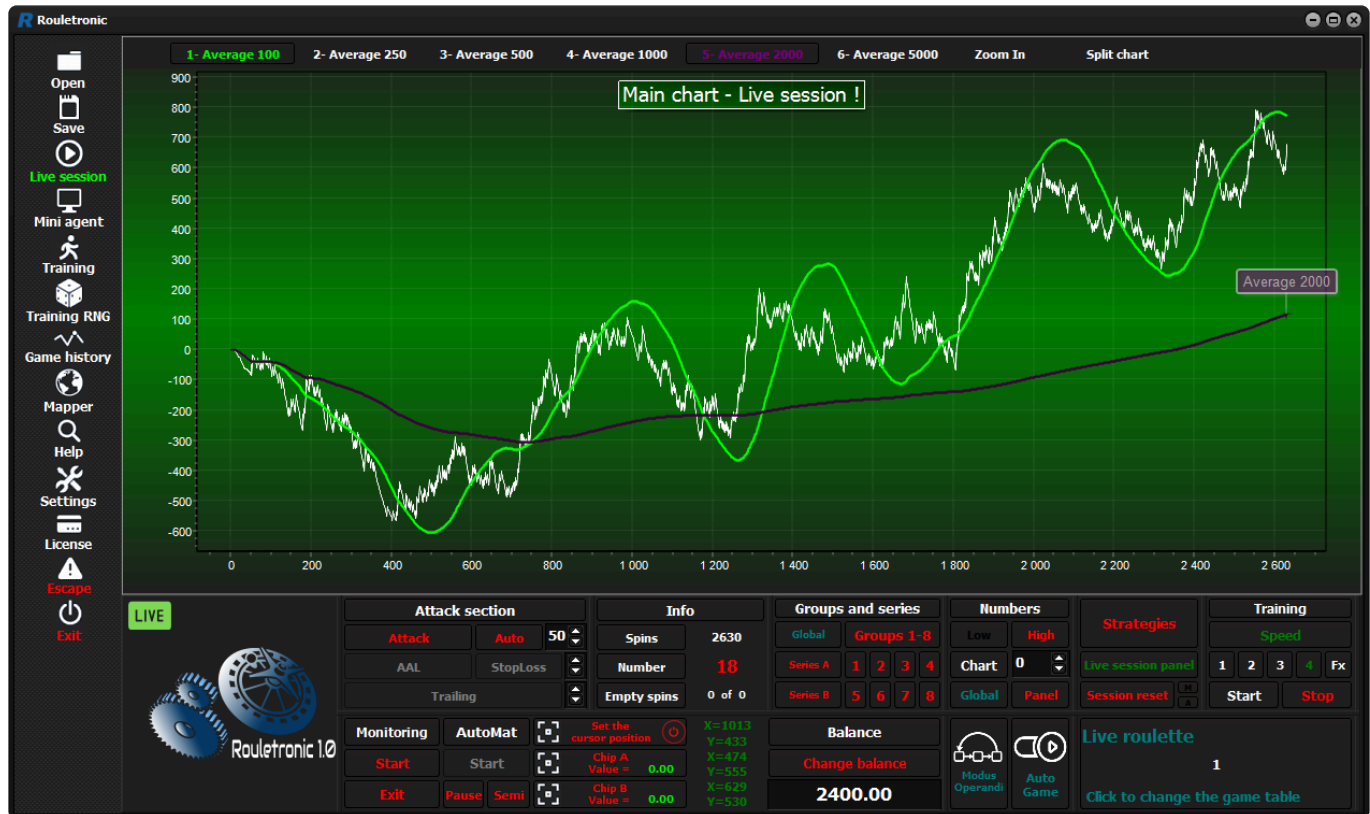 Rouletronic
Open
Save
Live session
Mini agent
Training
Training RNG
Game history
Mapper
Help
Settings
License
Escape
Exit
1- Average 100 2- Average 250 3- Average 500 4- Average 1000 5- Average 2000 6- Average 5000 Zoom In Split chart
Main chart - Live session !
900
800
700
600
500
400
300
200
100
0
-100
-200
-300
-400
-500
-600
Average 2000
0 200 400 600 800 1 000 1 200 1 400 1 600 1 800 2 000 2 200 2 400 2 600
LIVE
Rouletronic 1.0
Attack section
Attack Auto 50
AAL StopLoss
Trailing
Info
Spins 2630
Number 18
Empty spins 0 of 0
Groups and series
Global Groups 1-8
Series A 1 2 3 4
Series B 5 6 7 8
Numbers
Low High
Chart 0
Global Panel
Strategies
Live session panel
Session reset M A
Training
Speed
1 2 3 4 Fx
Start Stop
Monitoring
Start
Exit
AutoMat
Start
Pause Semi
Set the
cursor position
Chip A
Value = 0.00
Chip B
Value = 0.00
X=1013
Y=433
X=474
Y=555
X=629
Y=530
Balance
Change balance
2400.00
Modus
Operandi
Auto
Game
Live roulette
1
Click to change the game table